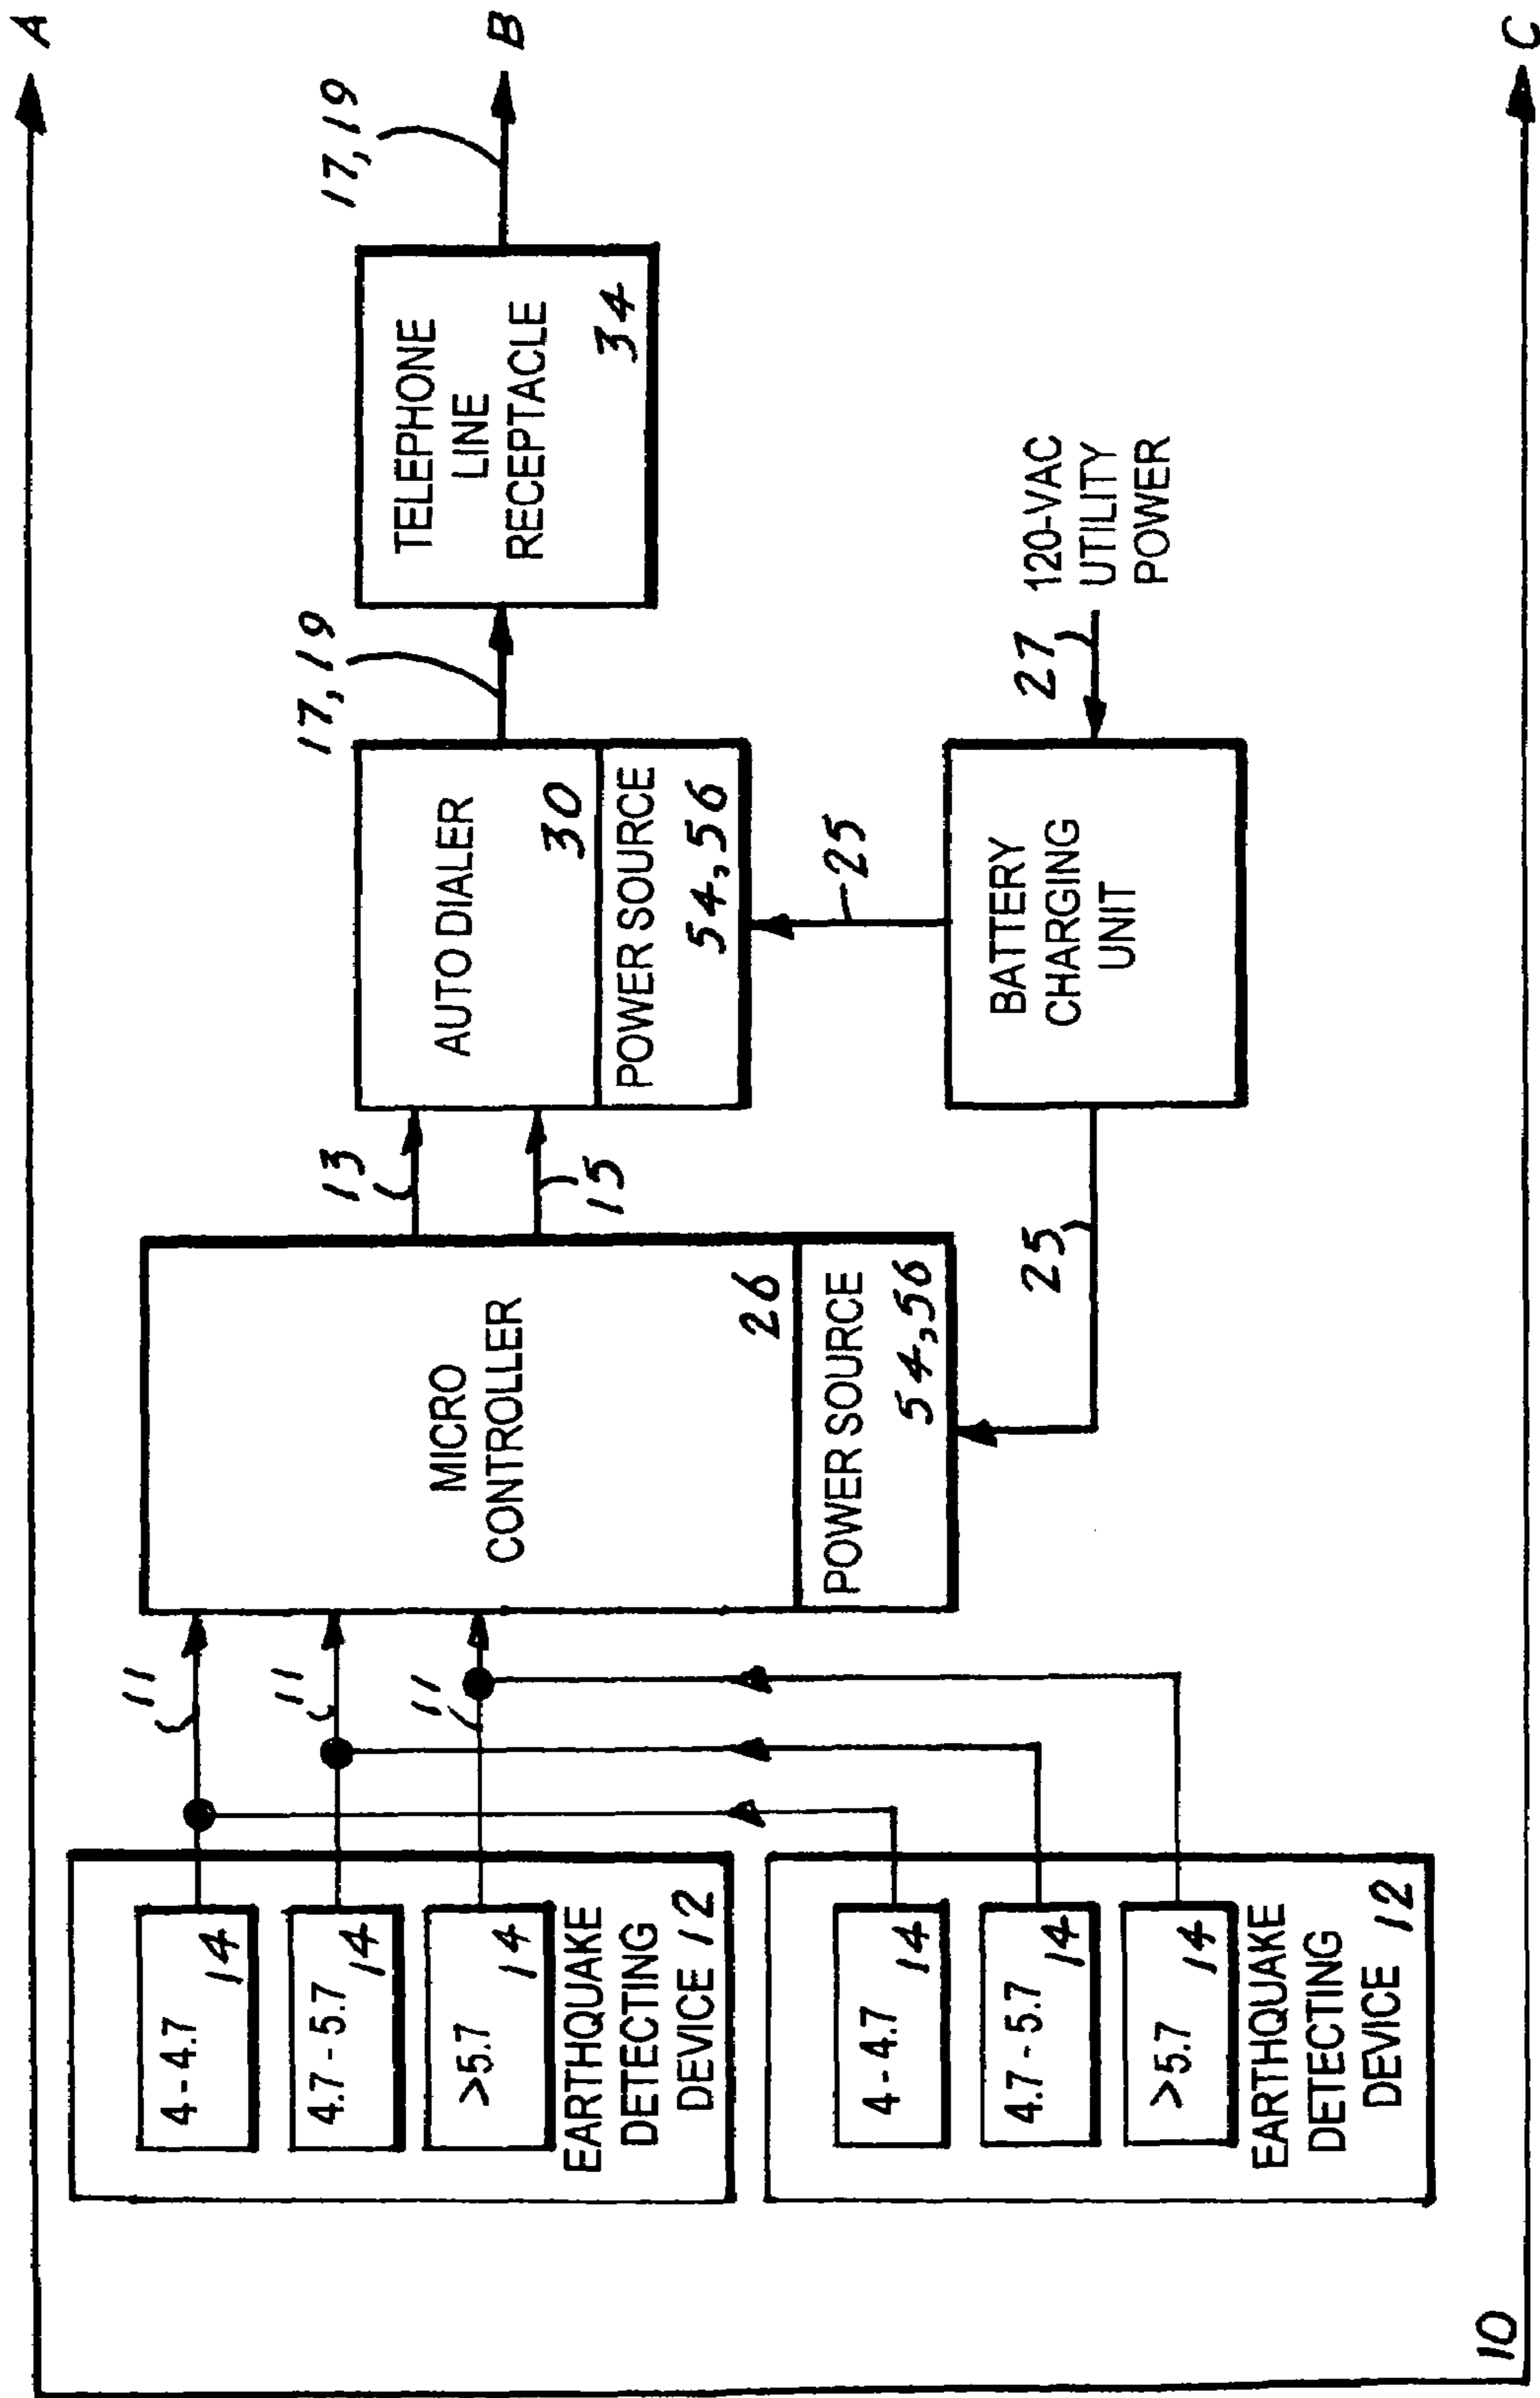 A
17, 19
B
17, 19
TELEPHONE
LINE
RECEPTACLE
34
AUTO DIALER
30
POWER SOURCE
54, 56
13
15
MICRO
CONTROLLER
26
POWER SOURCE
54, 56
11
11
11
4 - 4.7
14
4.7 - 5.7
14
>5.7
14
EARTHQUAKE
DETECTING
DEVICE 12
4 - 4.7
14
4.7 - 5.7
14
>5.7
14
EARTHQUAKE
DETECTING
DEVICE 12
25
25
BATTERY
CHARGING
UNIT
27
120-VAC
UTILITY
POWER
10
C